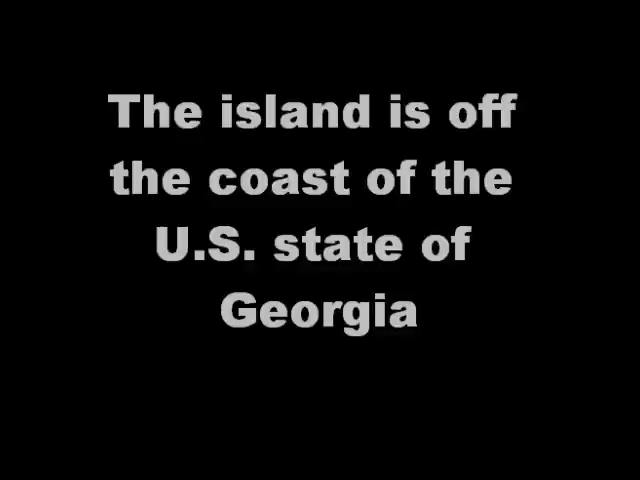 The island is off
the coast of the
U.S. state of
Georgia